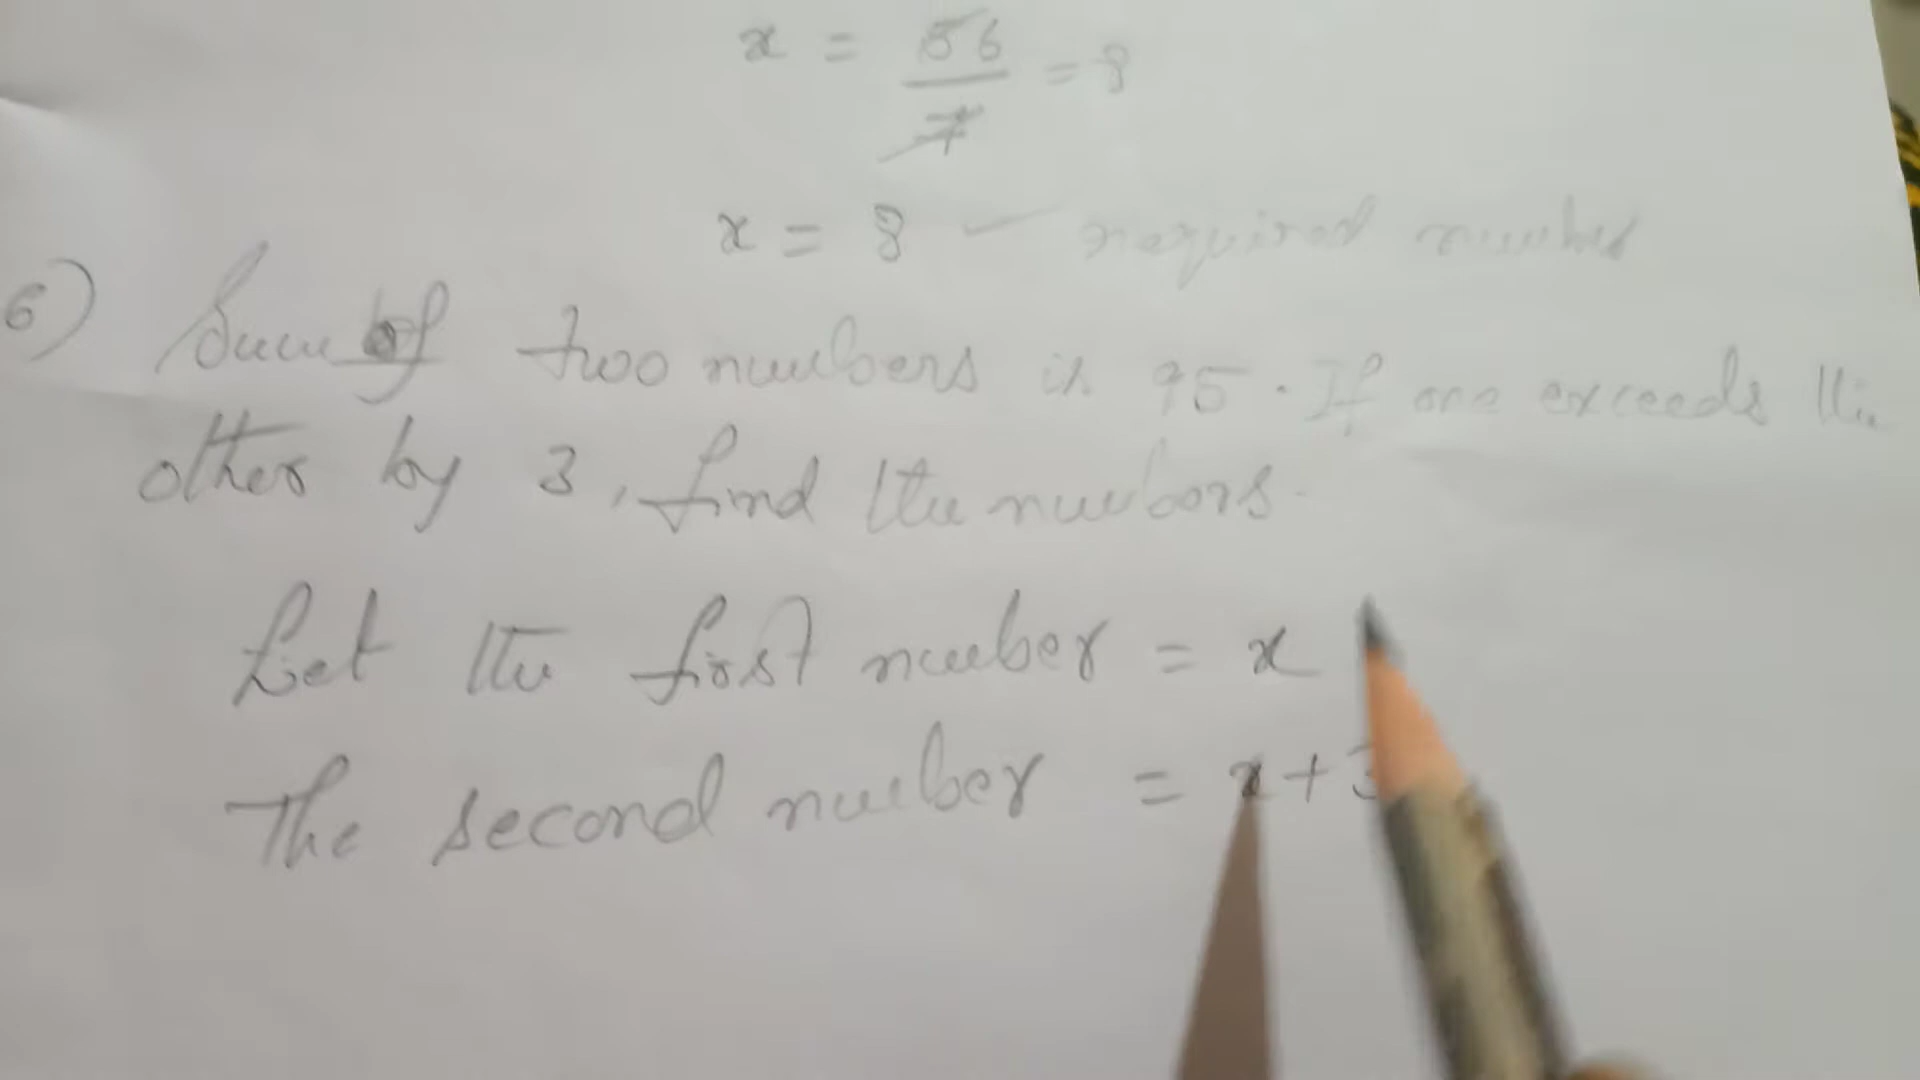 x = 56/7 = 8
x = 8 — required number
6) Sum of two numbers is 95. If one exceeds the
other by 3, find the numbers.
Let the first number = x
The second number = x+3